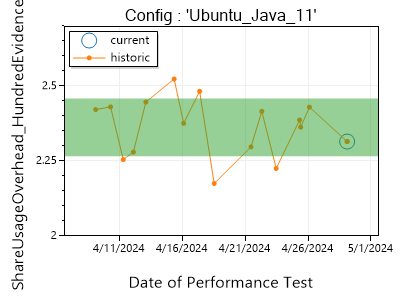 Config : 'Ubuntu_Java_11'
current
historic
ShareUsageOverhead_HundredEvidence
2.5
2.25
2
4/11/2024 4/16/2024 4/21/2024 4/26/2024 5/1/2024
Date of Performance Test